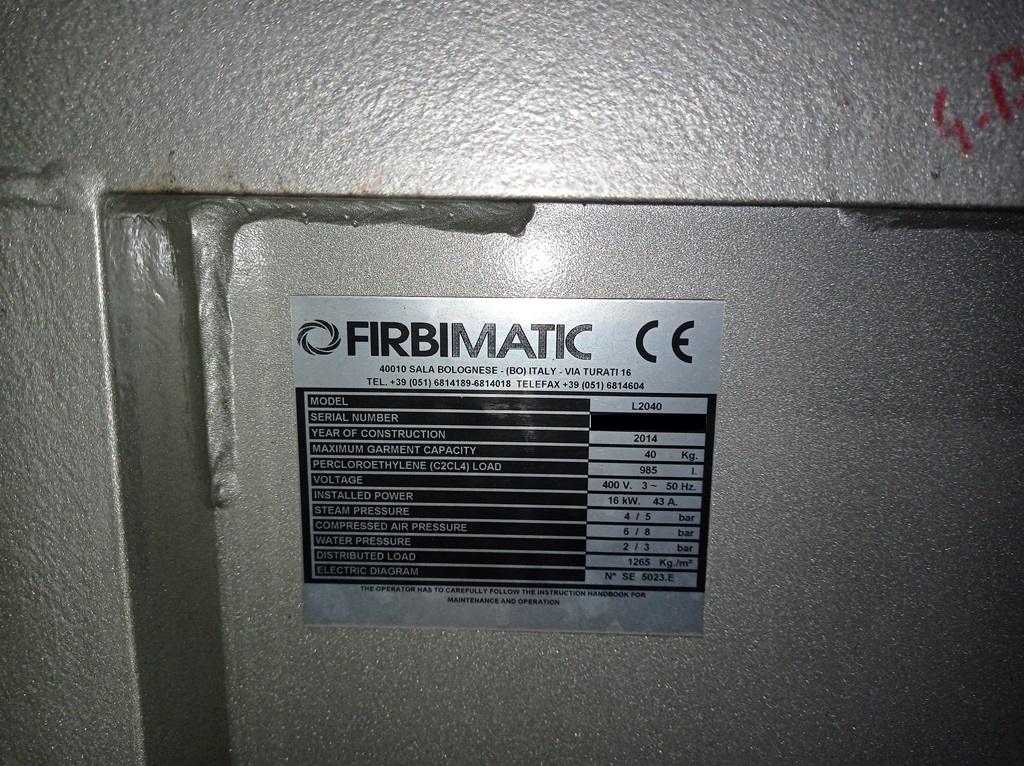 4.P
FIRBIMATIC CE
40010 SALA BOLOGNESE - (BO) ITALY - VIA TURATI 16
TEL. +39 (051) 6814189-6814018 TELEFAX +39 (051) 6814604
MODEL L2040
SERIAL NUMBER
YEAR OF CONSTRUCTION 2014
MAXIMUM GARMENT CAPACITY 40 Kg.
PERCLOROETHYLENE (C2CL4) LOAD 985 l.
VOLTAGE 400 V. 3 ~ 50 Hz.
INSTALLED POWER 16 kW. 43 A.
STEAM PRESSURE 4 / 5 bar
COMPRESSED AIR PRESSURE 6 / 8 bar
WATER PRESSURE 2 / 3 bar
DISTRIBUTED LOAD 1265 Kg./m²
ELECTRIC DIAGRAM N° SE 5023.E
THE OPERATOR HAS TO CAREFULLY FOLLOW THE INSTRUCTION HANDBOOK FOR
MAINTENANCE AND OPERATION